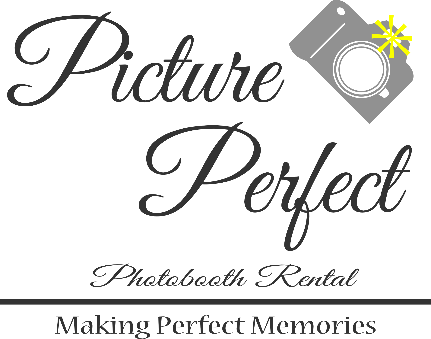 Picture
Perfect
Photobooth Rental
Making Perfect Memories